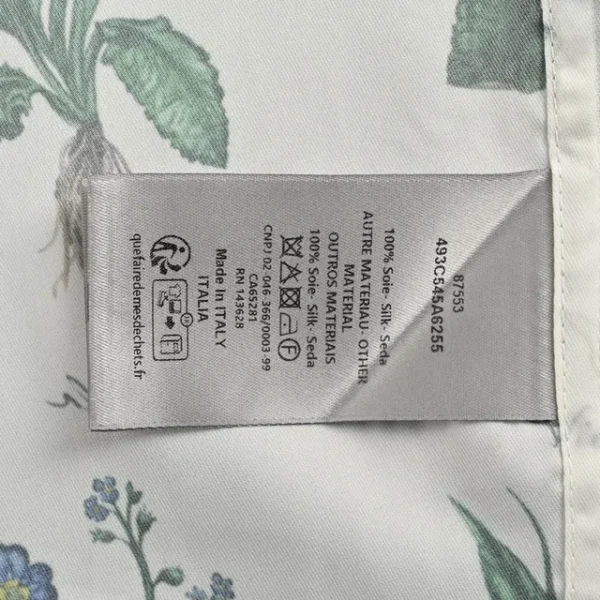 87553
493C545A6255
100% Soie- Silk- Seda
AUTRE MATERIAU- OTHER
MATERIAL
OUTROS MATERIAIS
100% Soie- Silk- Seda
CNPJ 02 -046 366/0003-99
CA65281
RN 143628
Made In ITALY
ITALIA
quefairedemesdechets.fr